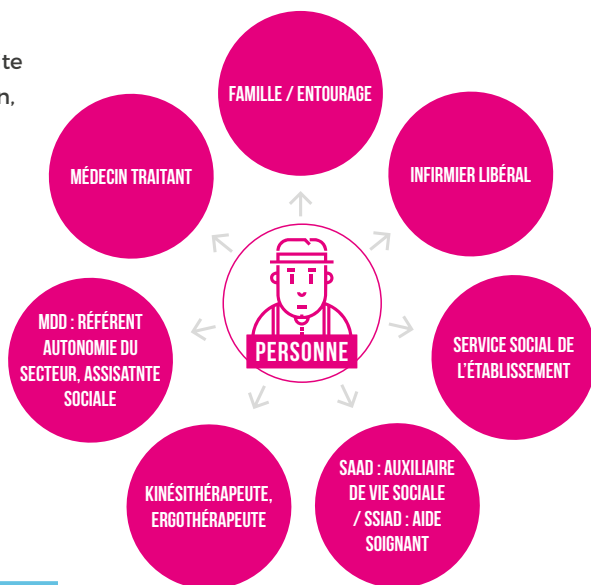 te
n,
FAMILLE / ENTOURAGE
MÉDECIN TRAITANT
INFIRMIER LIBÉRAL
MDD : RÉFÉRENT
AUTONOMIE DU
SECTEUR, ASSISATNTE
SOCIALE
PERSONNE
SERVICE SOCIAL DE
L'ÉTABLISSEMENT
KINÉSITHÉRAPEUTE,
ERGOTHÉRAPEUTE
SAAD : AUXILIAIRE
DE VIE SOCIALE
/ SSIAD : AIDE
SOIGNANT